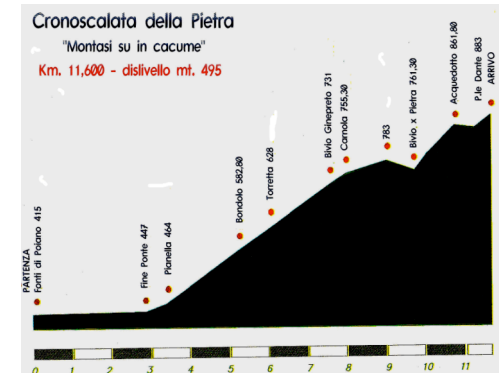 Cronoscalata della Pietra
"Montasi su in cacume"
Km. 11,600 - dislivello mt. 495
PARTENZA
Fonti di Poiano 415
Fine Ponte 447
Pianella 464
Bondolo 582,80
Torretta 628
Bivio Ginepreto 731
Carnola 755,30
783
Bivio x Pietra 761,30
Acquedotto 861,80
P.le Dante 883
ARRIVO
0 1 2 3 4 5 6 7 8 9 10 11